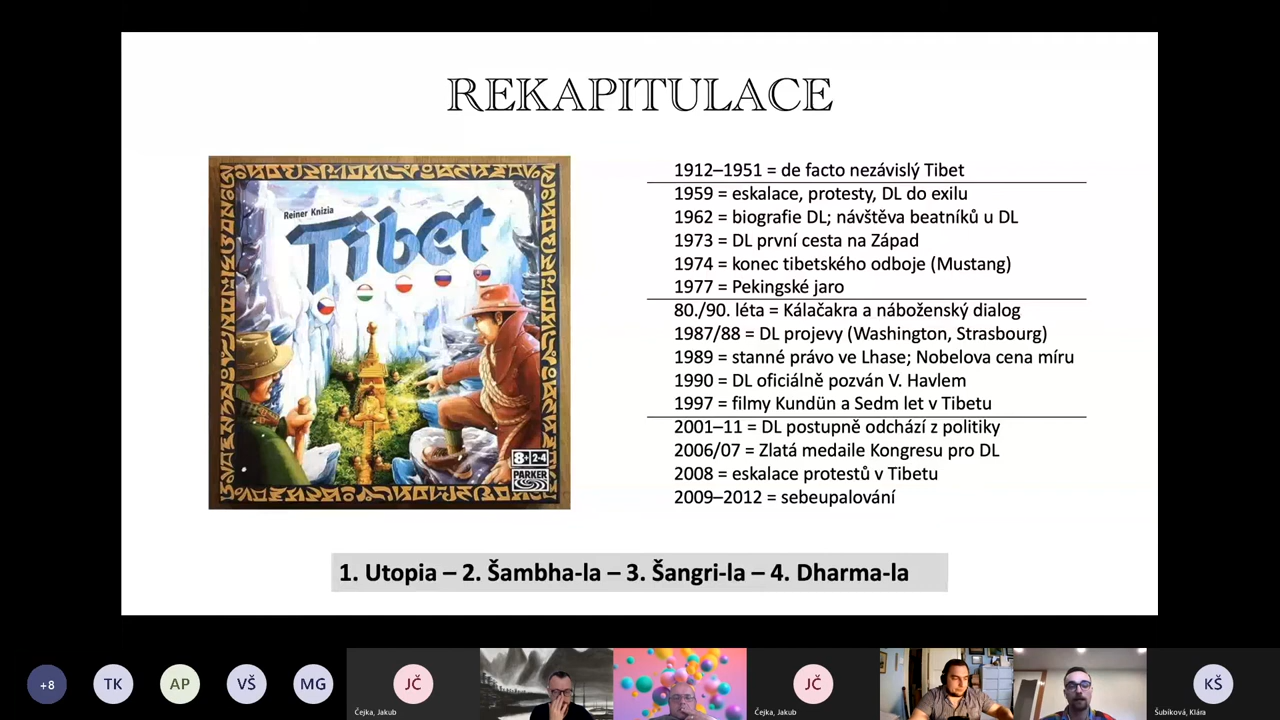 REKAPITULACE
Reiner Knizia
Tibet
8+ 2-4
PARKER
1912–1951 = de facto nezávislý Tibet
1959 = eskalace, protesty, DL do exilu
1962 = biografie DL; návštěva beatníků u DL
1973 = DL první cesta na Západ
1974 = konec tibetského odboje (Mustang)
1977 = Pekingské jaro
80./90. léta = Kálačakra a náboženský dialog
1987/88 = DL projevy (Washington, Strasbourg)
1989 = stanné právo ve Lhase; Nobelova cena míru
1990 = DL oficiálně pozván V. Havlem
1997 = filmy Kundün a Sedm let v Tibetu
2001–11 = DL postupně odchází z politiky
2006/07 = Zlatá medaile Kongresu pro DL
2008 = eskalace protestů v Tibetu
2009–2012 = sebeupalování
1. Utopia – 2. Šambha-la – 3. Šangri-la – 4. Dharma-la
+8 TK AP VŠ MG JČ JČ KŠ
Čejka, Jakub
Čejka, Jakub
Šubíková, Klára